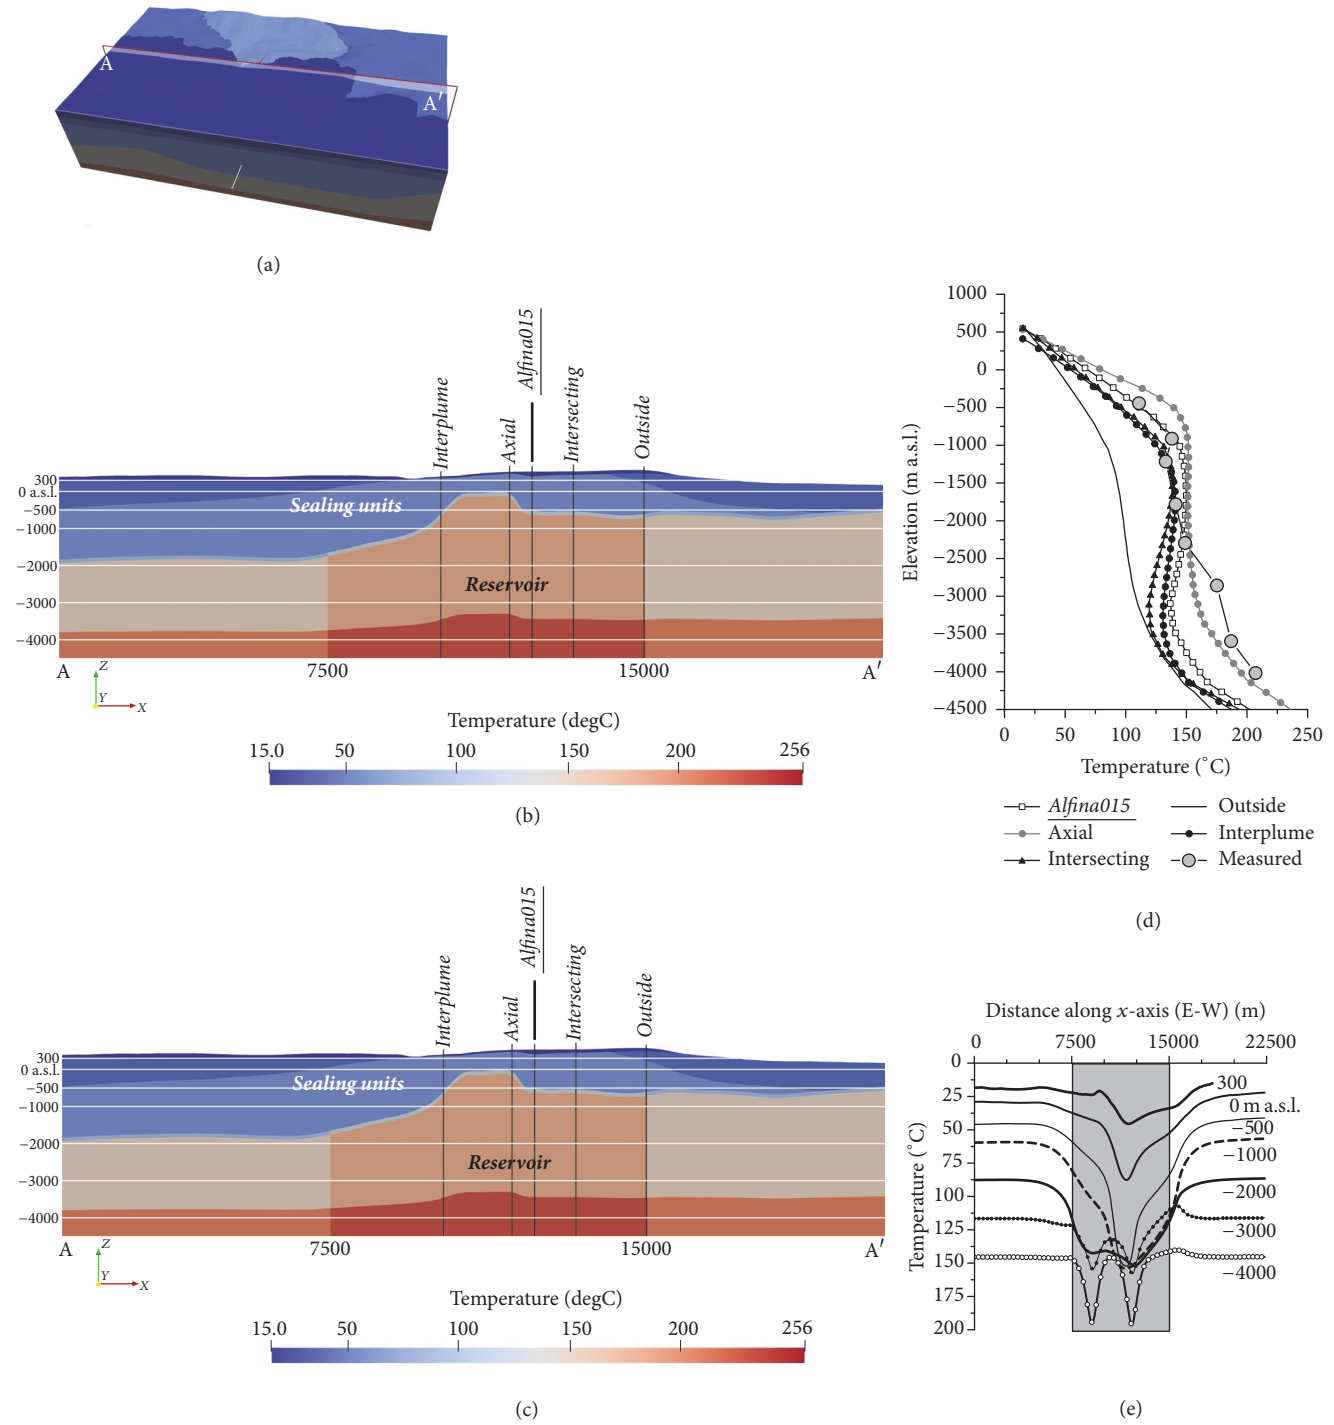 A
A′
(a)
Interplume
Axial
Alfina015
Intersecting
Outside
300
0 a.s.l.
−500
−1000
−2000
−3000
−4000
Sealing units
Reservoir
A
7500
15000
A′
Z
Y
X
Temperature (degC)
15.0 50 100 150 200 256
(b)
Interplume
Axial
Alfina015
Intersecting
Outside
300
0 a.s.l.
−500
−1000
−2000
−3000
−4000
Sealing units
Reservoir
A
7500
15000
A′
Z
Y
X
Temperature (degC)
15.0 50 100 150 200 256
(c)
1000
500
0
−500
−1000
−1500
−2000
−2500
−3000
−3500
−4000
−4500
Elevation (m a.s.l.)
0 50 100 150 200 250
Temperature (°C)
Alfina015
Axial
Intersecting
Outside
Interplume
Measured
(d)
Distance along x-axis (E-W) (m)
0 7500 15000 22500
0
25
50
75
100
125
150
175
200
Temperature (°C)
300
0 m a.s.l.
−500
−1000
−2000
−3000
−4000
(e)